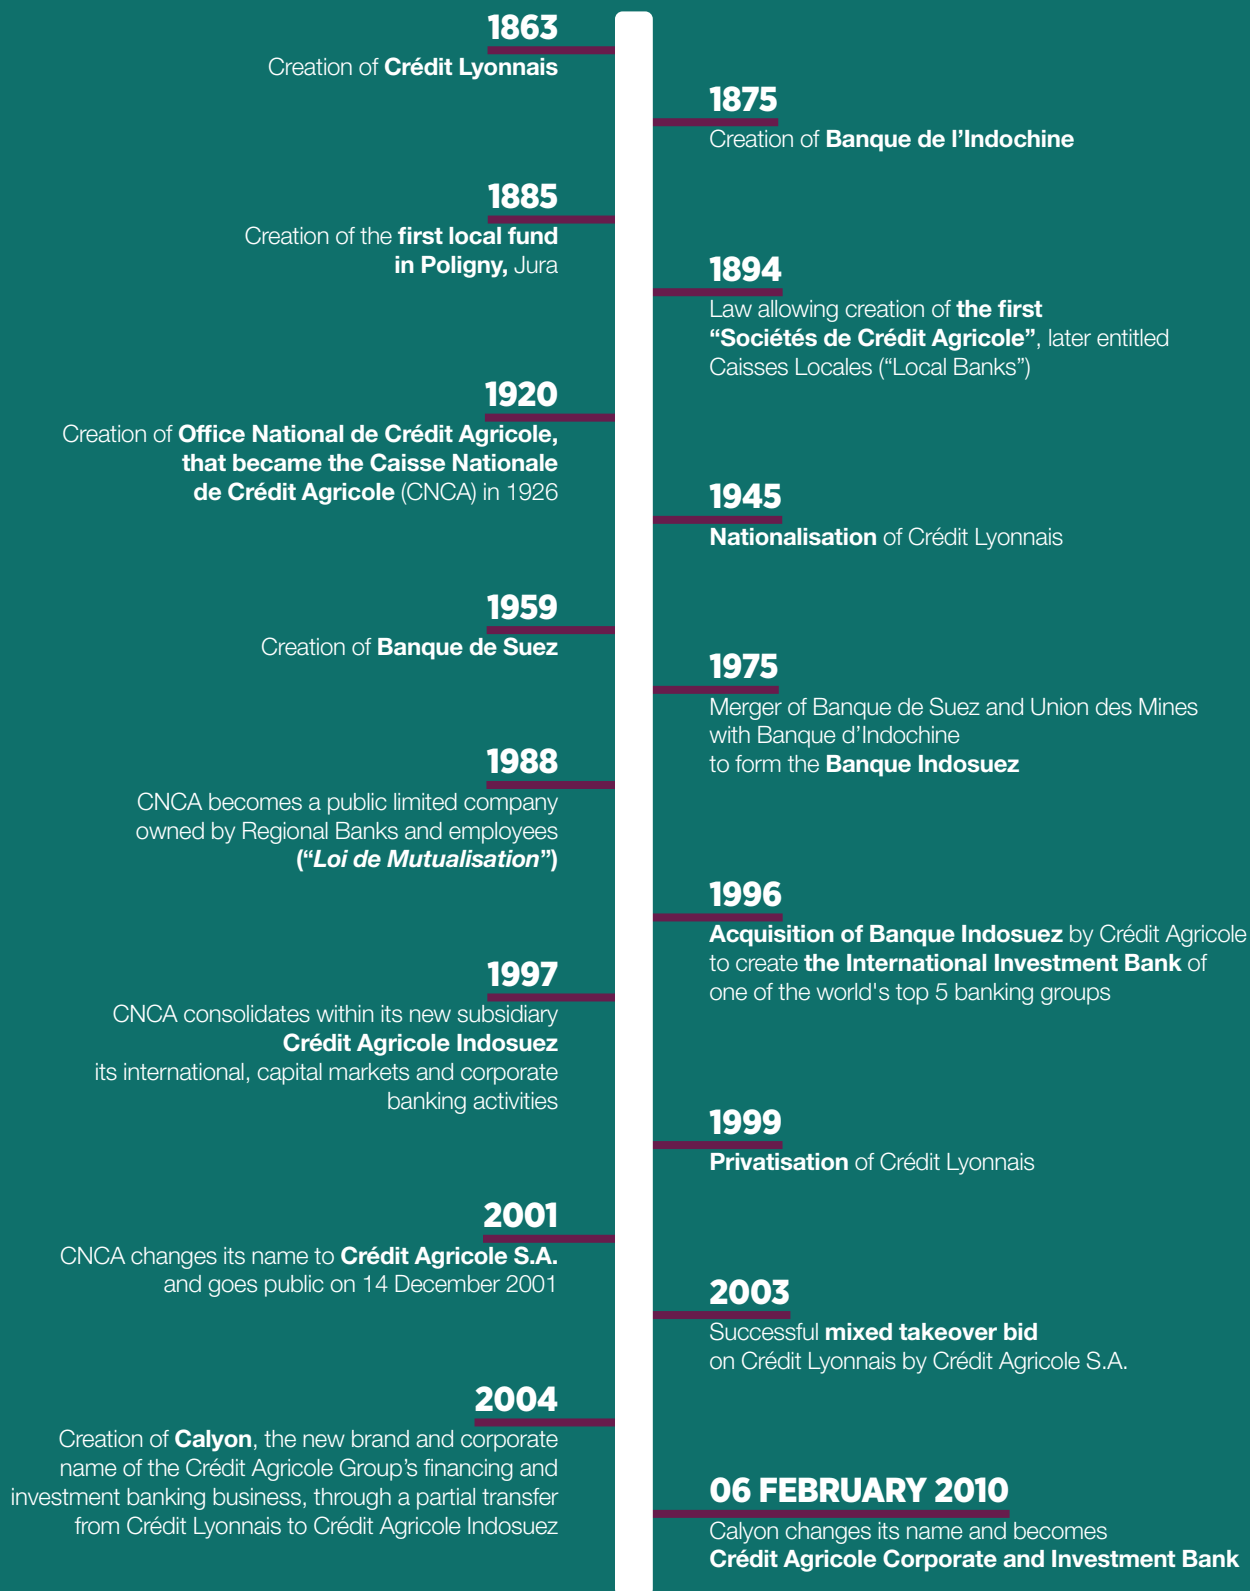 1863
Creation of Crédit Lyonnais
1875
Creation of Banque de l’Indochine
1885
Creation of the first local fund
in Poligny, Jura
1894
Law allowing creation of the first
“Sociétés de Crédit Agricole”, later entitled
Caisses Locales (“Local Banks”)
1920
Creation of Office National de Crédit Agricole,
that became the Caisse Nationale
de Crédit Agricole (CNCA) in 1926
1945
Nationalisation of Crédit Lyonnais
1959
Creation of Banque de Suez
1975
Merger of Banque de Suez and Union des Mines
with Banque d’Indochine
to form the Banque Indosuez
1988
CNCA becomes a public limited company
owned by Regional Banks and employees
(“Loi de Mutualisation”)
1996
Acquisition of Banque Indosuez by Crédit Agricole
to create the International Investment Bank of
one of the world's top 5 banking groups
1997
CNCA consolidates within its new subsidiary
Crédit Agricole Indosuez
its international, capital markets and corporate
banking activities
1999
Privatisation of Crédit Lyonnais
2001
CNCA changes its name to Crédit Agricole S.A.
and goes public on 14 December 2001
2003
Successful mixed takeover bid
on Crédit Lyonnais by Crédit Agricole S.A.
2004
Creation of Calyon, the new brand and corporate
name of the Crédit Agricole Group’s financing and
investment banking business, through a partial transfer
from Crédit Lyonnais to Crédit Agricole Indosuez
06 FEBRUARY 2010
Calyon changes its name and becomes
Crédit Agricole Corporate and Investment Bank